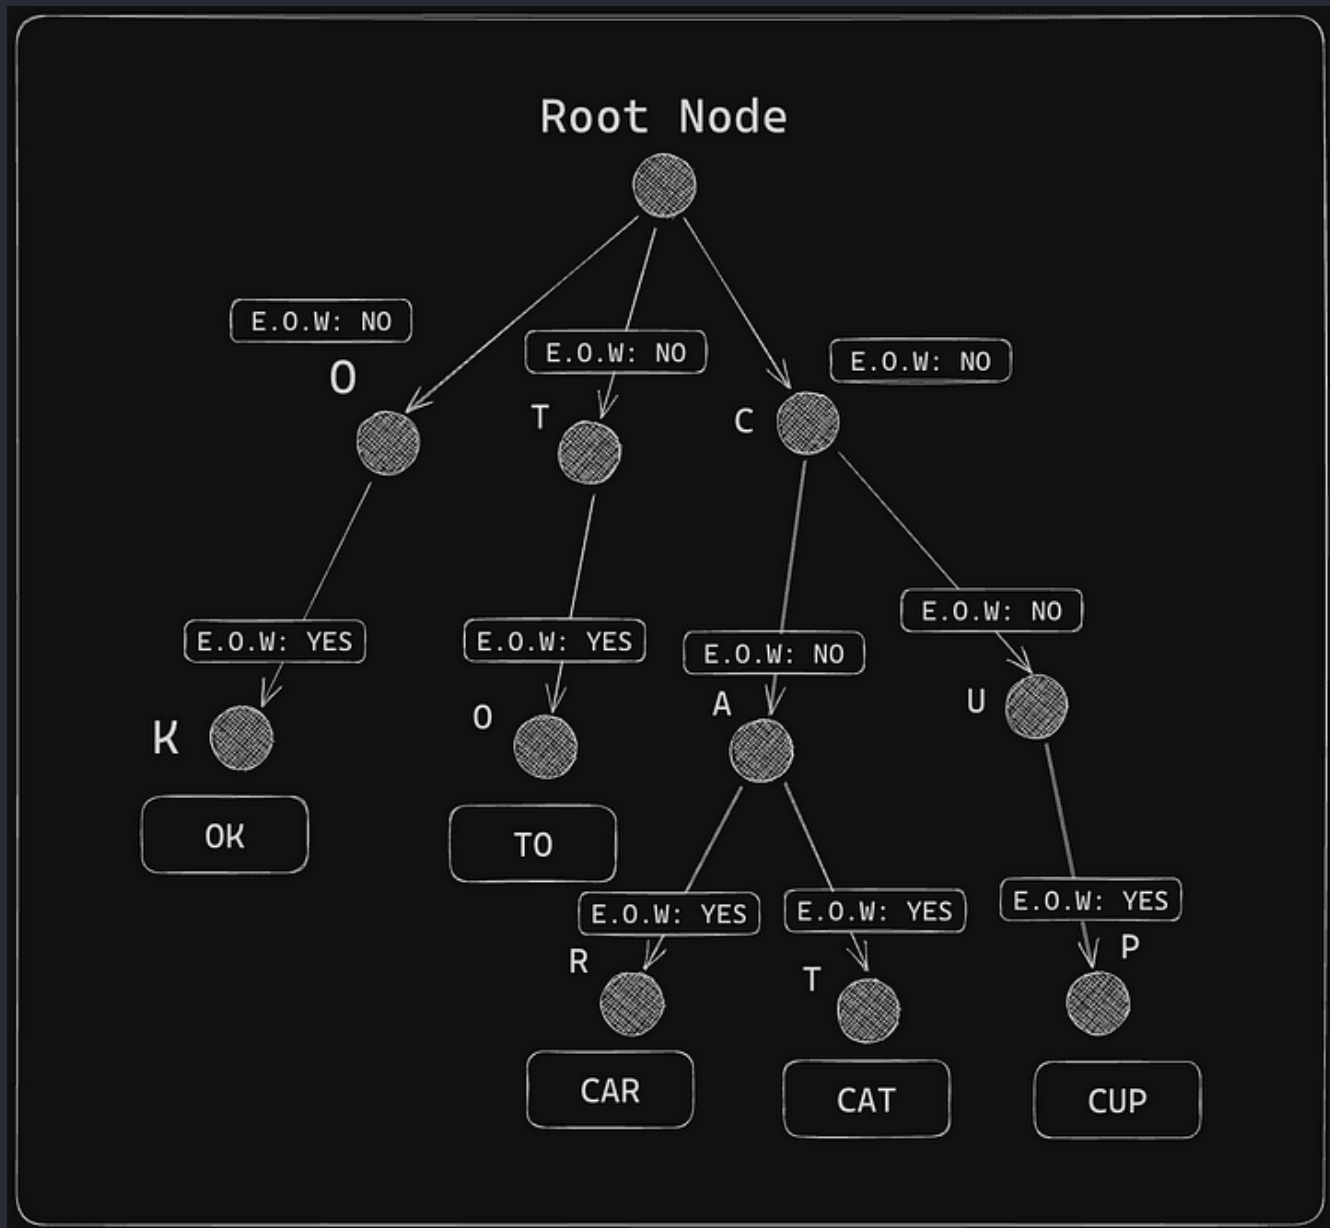 Root Node
E.O.W: NO
E.O.W: NO
E.O.W: NO
O
T
C
E.O.W: NO
E.O.W: YES
E.O.W: YES
E.O.W: NO
A
U
O
K
OK
TO
E.O.W: YES
E.O.W: YES
E.O.W: YES
R
T
P
CAR
CAT
CUP